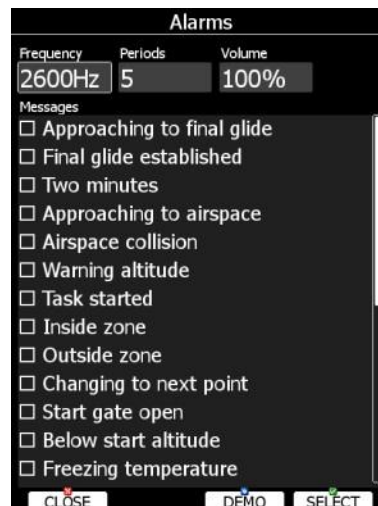 Alarms
Frequency Periods Volume
2600Hz 5 100%
Messages
Approaching to final glide
Final glide established
Two minutes
Approaching to airspace
Airspace collision
Warning altitude
Task started
Inside zone
Outside zone
Changing to next point
Start gate open
Below start altitude
Freezing temperature
CLOSE DEMO SELECT